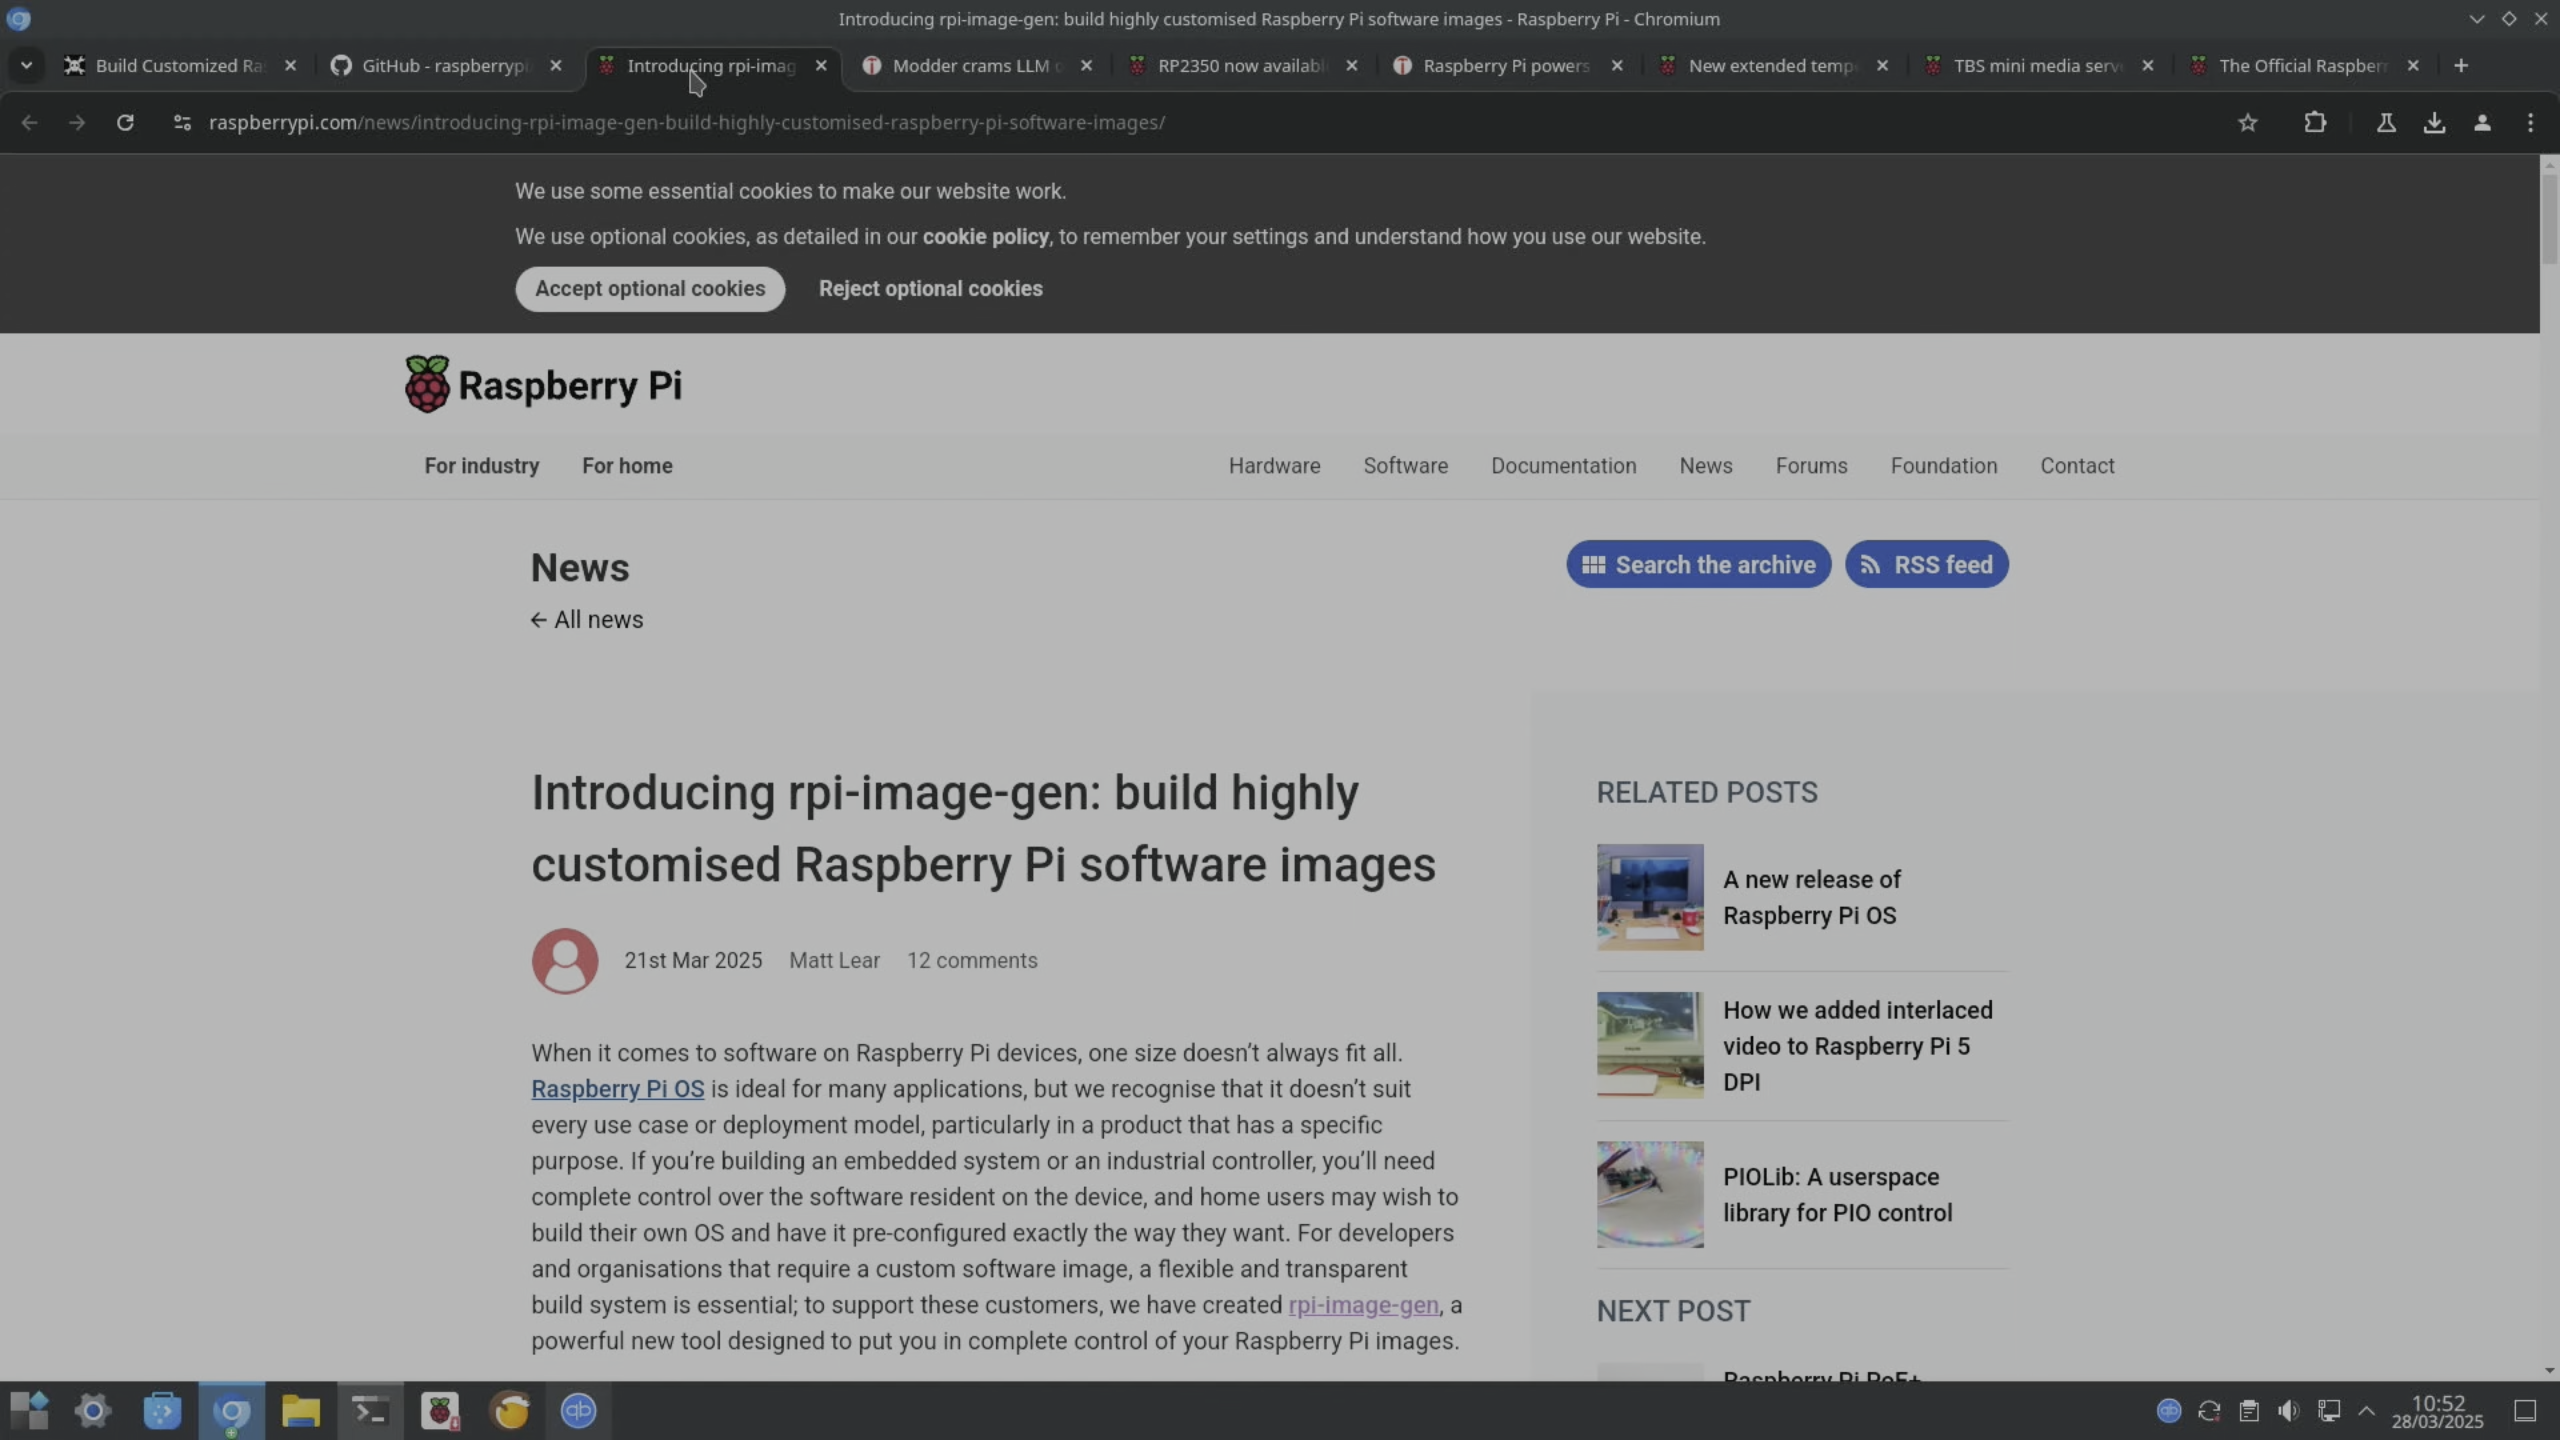 Introducing rpi-image-gen: build highly customised Raspberry Pi software images - Raspberry Pi - Chromium
Build Customized Ra
GitHub - raspberrypi
Introducing rpi-imag
Modder crams LLM o
RP2350 now availabl
Raspberry Pi powers
New extended temp
TBS mini media serv
The Official Raspberr
raspberrypi.com/news/introducing-rpi-image-gen-build-highly-customised-raspberry-pi-software-images/
We use some essential cookies to make our website work.
We use optional cookies, as detailed in our cookie policy, to remember your settings and understand how you use our website.
Accept optional cookies
Reject optional cookies
Raspberry Pi
For industry
For home
Hardware
Software
Documentation
News
Forums
Foundation
Contact
News
Search the archive
RSS feed
← All news
Introducing rpi-image-gen: build highly
customised Raspberry Pi software images
21st Mar 2025
Matt Lear
12 comments
When it comes to software on Raspberry Pi devices, one size doesn’t always fit all.
Raspberry Pi OS is ideal for many applications, but we recognise that it doesn’t suit
every use case or deployment model, particularly in a product that has a specific
purpose. If you’re building an embedded system or an industrial controller, you’ll need
complete control over the software resident on the device, and home users may wish to
build their own OS and have it pre-configured exactly the way they want. For developers
and organisations that require a custom software image, a flexible and transparent
build system is essential; to support these customers, we have created rpi-image-gen, a
powerful new tool designed to put you in complete control of your Raspberry Pi images.
RELATED POSTS
A new release of
Raspberry Pi OS
How we added interlaced
video to Raspberry Pi 5
DPI
PIOLib: A userspace
library for PIO control
NEXT POST
Raspberry Pi PoE+
qb
qb
10:52
28/03/2025